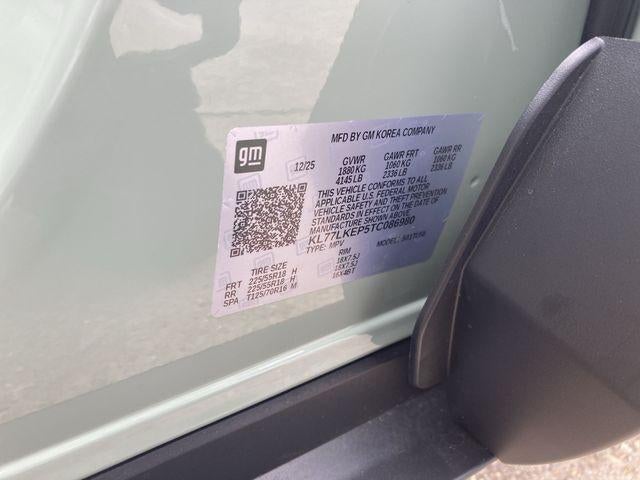 MFD BY GM KOREA COMPANY
gm
12/25 GVWR GAWR FRT GAWR RR
1880 KG 1060 KG 1060 KG
4145 LB 2336 LB 2336 LB
THIS VEHICLE CONFORMS TO ALL
APPLICABLE U.S. FEDERAL MOTOR
VEHICLE SAFETY AND THEFT PREVENTION
STANDARDS IN EFFECT ON THE DATE OF
MANUFACTURE SHOWN ABOVE
KL77LKEP5TC086980
TYPE: MPV MODEL:
TIRE SIZE RIM
FRT 225/55R18 H 18X7.5J
RR 225/55R18 H 18X7.5J
SPA T125/70R16 M 16X4BT